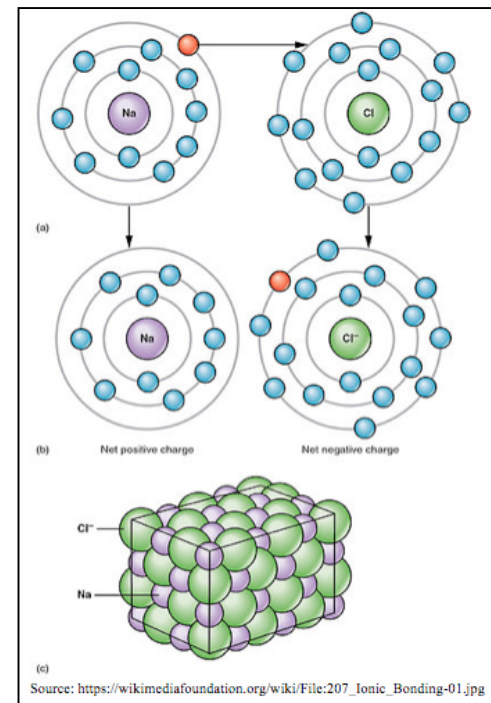 Na
Cl
(a)
Na
Cl⁻
(b) Net positive charge Net negative charge
Cl⁻
Na
(c)
Source: https://wikimediafoundation.org/wiki/File:207_Ionic_Bonding-01.jpg